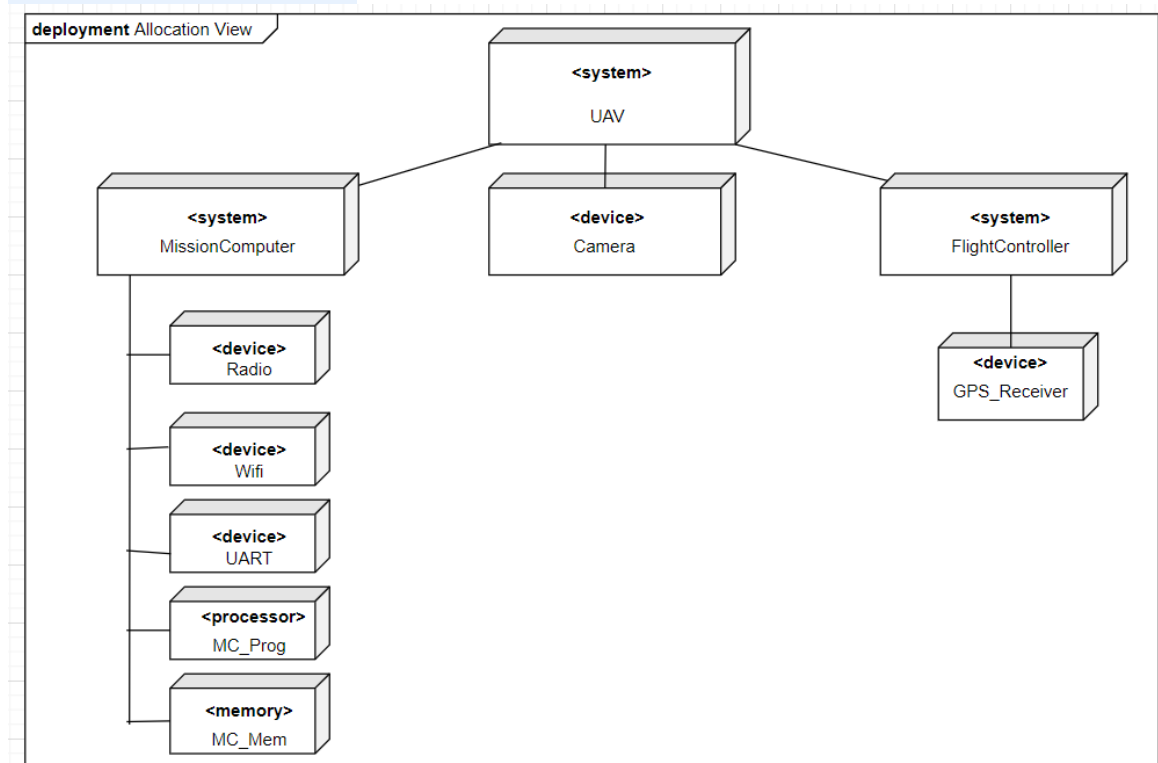 deployment Allocation View
<system>
UAV
<system>
MissionComputer
<device>
Camera
<system>
FlightController
<device>
Radio
<device>
GPS_Receiver
<device>
Wifi
<device>
UART
<processor>
MC_Prog
<memory>
MC_Mem